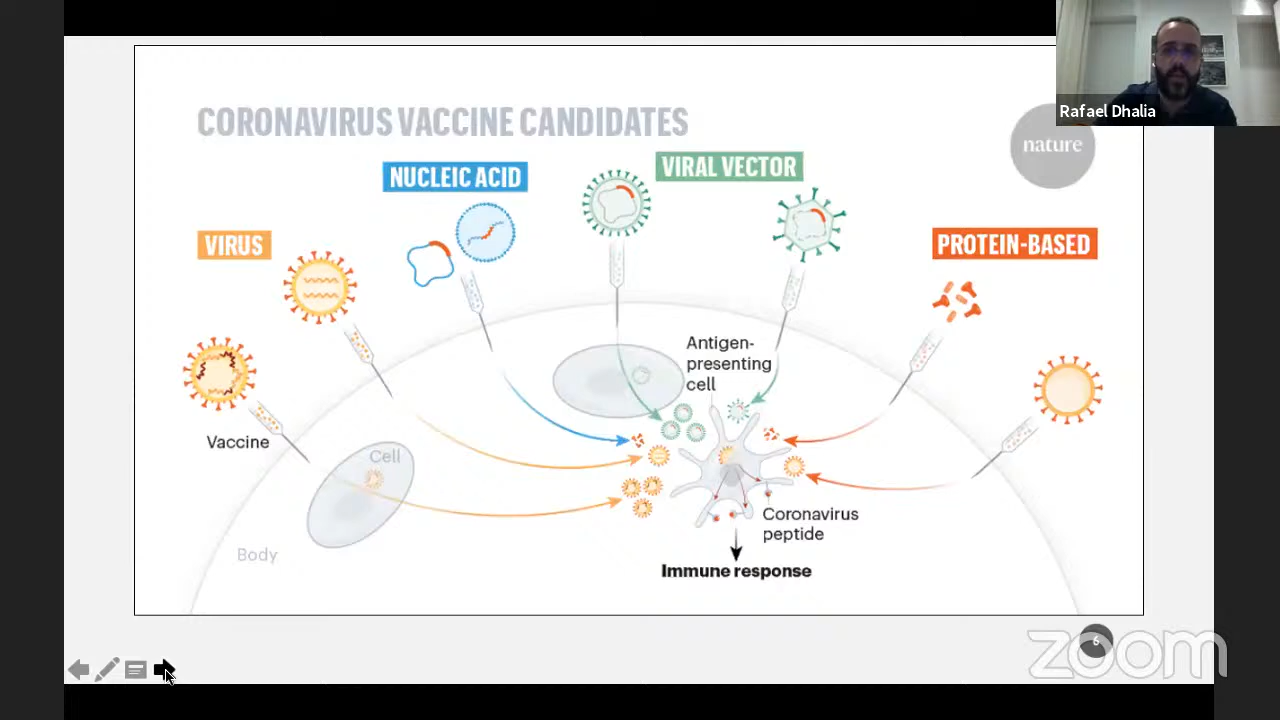 Rafael Dhalia
CORONAVIRUS VACCINE CANDIDATES
nature
NUCLEIC ACID
VIRAL VECTOR
VIRUS
PROTEIN-BASED
Antigen-
presenting
cell
Vaccine
Cell
Body
Coronavirus
peptide
Immune response
6
zoom